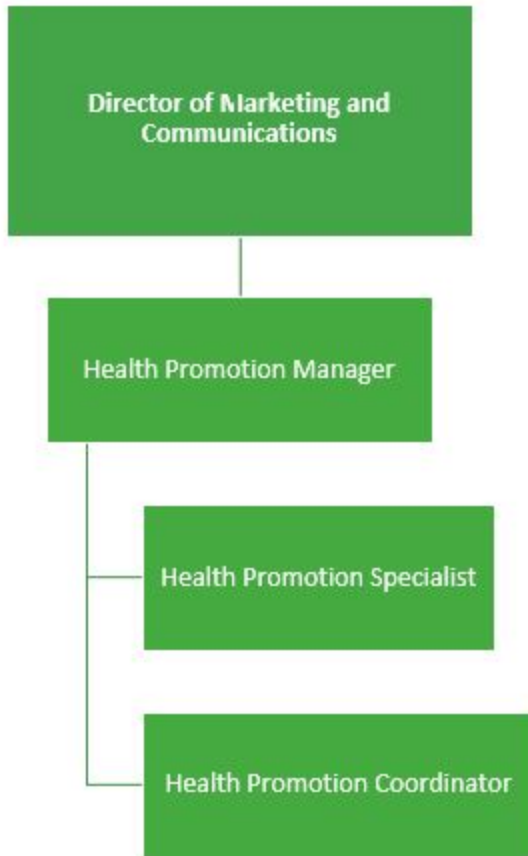 Director of Marketing and
Communications
Health Promotion Manager
Health Promotion Specialist
Health Promotion Coordinator